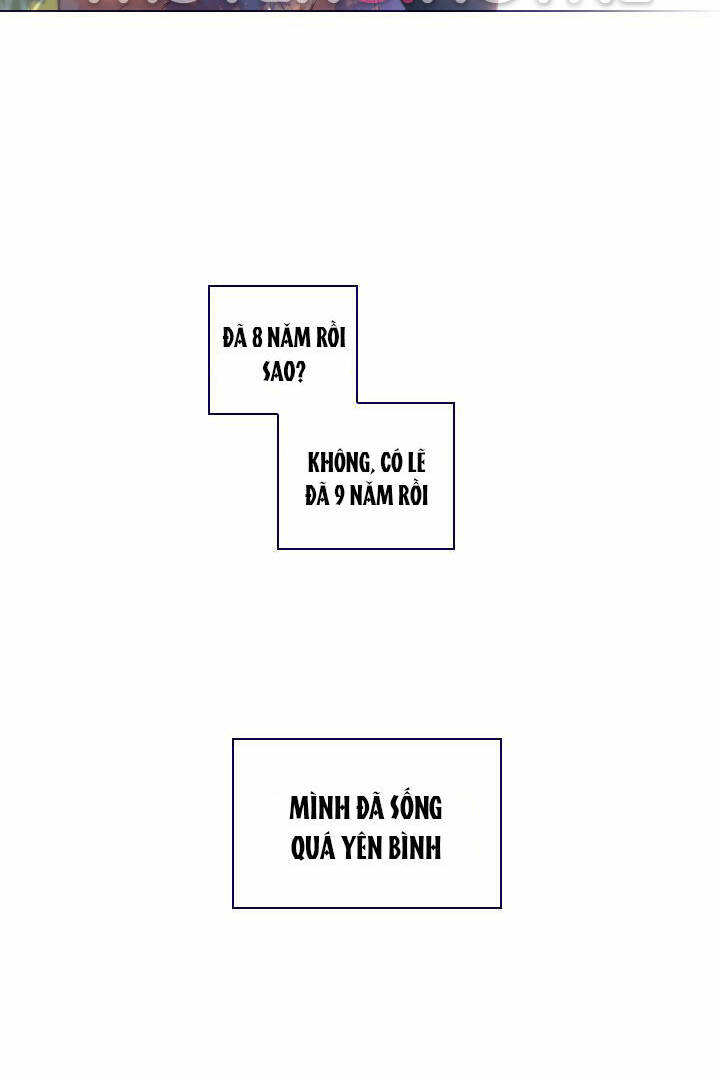 ĐÃ 8 NĂM RỒI
SAO?
KHÔNG, CÓ LẼ
ĐÃ 9 NĂM RỒI
MÌNH ĐÃ SỐNG
QUÁ YÊN BÌNH